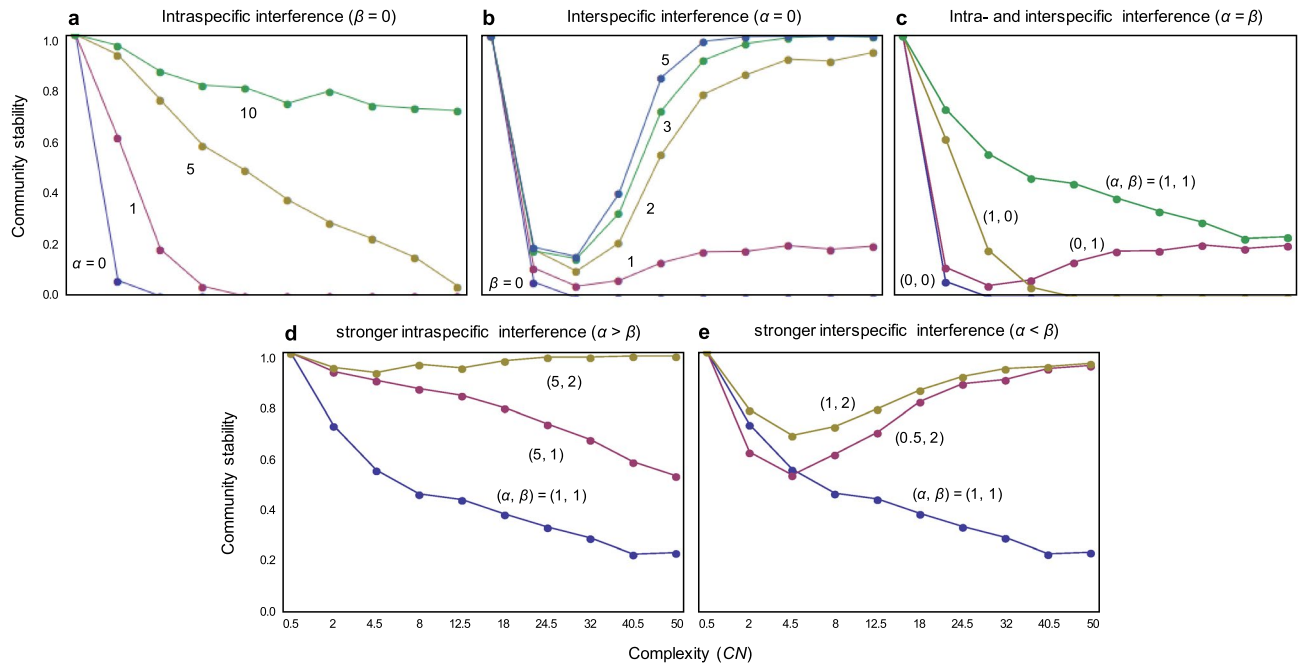 a Intraspecific interference (β = 0)
b Interspecific interference (α = 0)
c Intra- and interspecific interference (α = β)
Community stability
1.0
0.8
0.6
0.4
0.2
0.0
10
5
1
α = 0
5
3
2
1
β = 0
(α, β) = (1, 1)
(1, 0)
(0, 1)
(0, 0)
d stronger intraspecific interference (α > β)
e stronger interspecific interference (α < β)
Community stability
1.0
0.8
0.6
0.4
0.2
0.0
(5, 2)
(5, 1)
(α, β) = (1, 1)
(1, 2)
(0.5, 2)
(α, β) = (1, 1)
0.5 2 4.5 8 12.5 18 24.5 32 40.5 50
0.5 2 4.5 8 12.5 18 24.5 32 40.5 50
Complexity (CN)